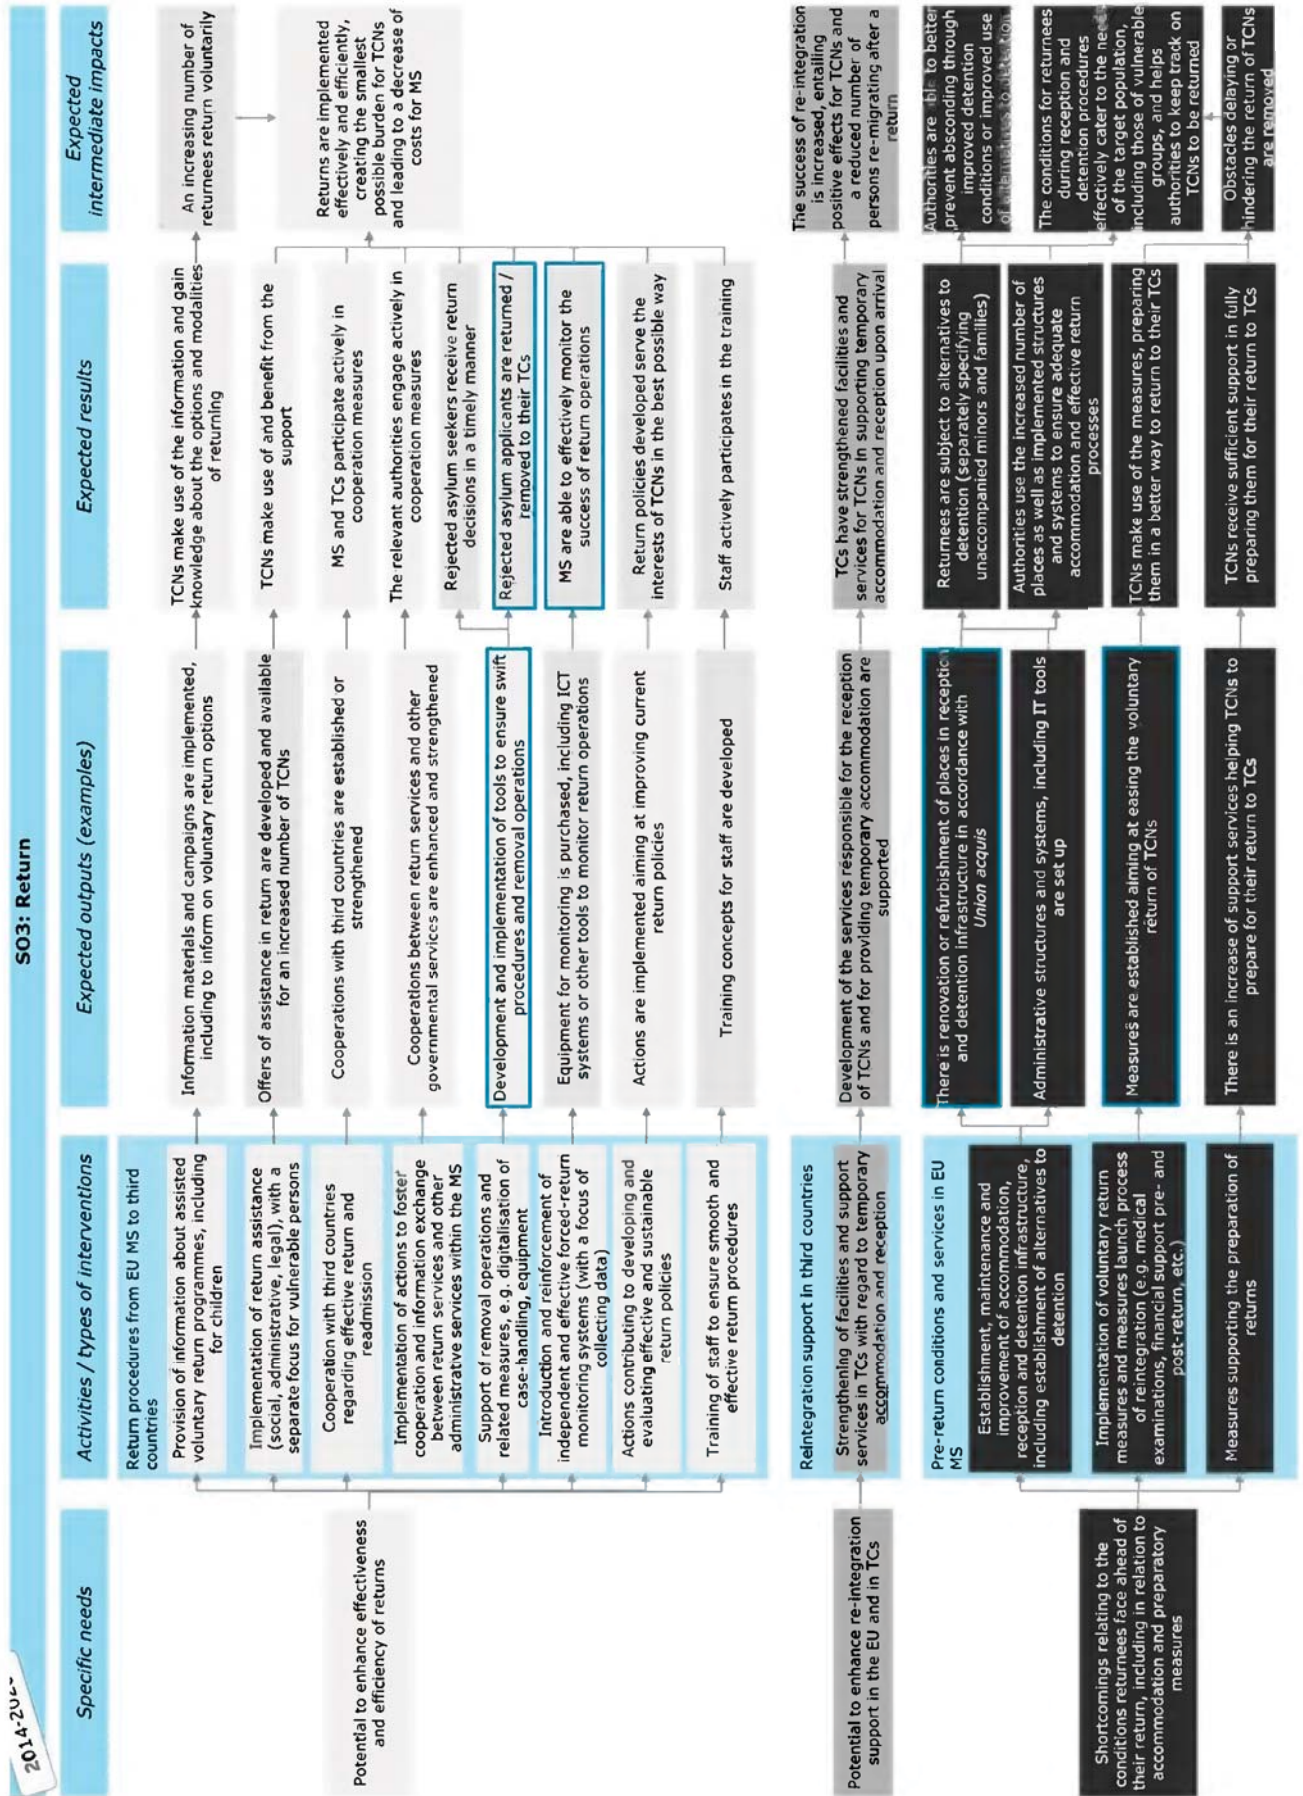 2014-202
SO3: Return
Specific needs
Activities / types of interventions
Expected outputs (examples)
Expected results
Expected
intermediate impacts
Potential to enhance effectiveness
and efficiency of returns
Return procedures from EU MS to third
countries
Provision of information about assisted
voluntary return programmes, including
for children
Information materials and campaigns are implemented,
including to inform on voluntary return options
TCNs make use of the information and gain
knowledge about the options and modalities
of returning
An increasing number of
returnees return voluntarily
Implementation of return assistance
(social, administrative, legal), with a
separate focus for vulnerable persons
Offers of assistance in return are developed and available
for an increased number of TCNs
TCNs make use of and benefit from the
support
Returns are implemented
effectively and efficiently,
creating the smallest
possible burden for TCNs
and leading to a decrease of
costs for MS
Cooperation with third countries
regarding effective return and
readmission
Cooperations with third countries are established or
strengthened
MS and TCs participate actively in
cooperation measures
Implementation of actions to foster
cooperation and information exchange
between return services and other
administrative services within the MS
Cooperations between return services and other
governmental services are enhanced and strengthened
The relevant authorities engage actively in
cooperation measures
Support of removal operations and
related measures, e.g. digitalisation of
case-handling, equipment
Development and implementation of tools to ensure swift
procedures and removal operations
Rejected asylum seekers receive return
decisions in a timely manner
Rejected asylum applicants are returned /
removed to their TCs
Introduction and reinforcement of
independent and effective forced-return
monitoring systems (with a focus of
collecting data)
Equipment for monitoring is purchased, including ICT
systems or other tools to monitor return operations
MS are able to effectively monitor the
success of return operations
Actions contributing to developing and
evaluating effective and sustainable
return policies
Actions are implemented aiming at improving current
return policies
Return policies developed serve the
interests of TCNs in the best possible way
Training of staff to ensure smooth and
effective return procedures
Training concepts for staff are developed
Staff actively participates in the training
Potential to enhance re-integration
support in the EU and in TCs
Reintegration support in third countries
Strengthening of facilities and support
services in TCs with regard to temporary
accommodation and reception
Development of the services responsible for the reception
of TCNs and for providing temporary accommodation are
supported
TCs have strengthened facilities and
services for TCNs in supporting temporary
accommodation and reception upon arrival
The success of re-integration
is increased, entailing
positive effects for TCNs and
a reduced number of
persons re-migrating after a
return
Shortcomings relating to the
conditions returnees face ahead of
their return, including in relation to
accommodation and preparatory
measures
Pre-return conditions and services in EU
MS
Establishment, maintenance and
improvement of accomodation,
reception and detention infrastructure,
including establishment of alternatives to
detention
There is renovation or refurbishment of places in reception
and detention infrastructure in accordance with
Union acquis
Administrative structures and systems, including IT tools
are set up
Returnees are subject to alternatives to
detention (separately specifying
unaccompanied minors and families)
Authorities use the increased number of
places as well as implemented structures
and systems to ensure adequate
accommodation and effective return
processes
Authorities are able to better
prevent absconding through
improved detention
conditions or improved use
of alternatives to detention
The conditions for returnees
during reception and
detention procedures
effectively cater to the needs
of the target population,
including those of vulnerable
groups, and helps
authorities to keep track on
TCNs to be returned
Implementation of voluntary return
measures and measures launch process
of reintegration (e.g. medical
examinations, financial support pre- and
post-return, etc.)
Measures are established aiming at easing the voluntary
return of TCNs
TCNs make use of the measures, preparing
them in a better way to return to their TCs
Measures supporting the preparation of
returns
There is an increase of support services helping TCNs to
prepare for their return to TCs
TCNs receive sufficient support in fully
preparing them for their return to TCs
Obstacles delaying or
hindering the return of TCNs
are removed